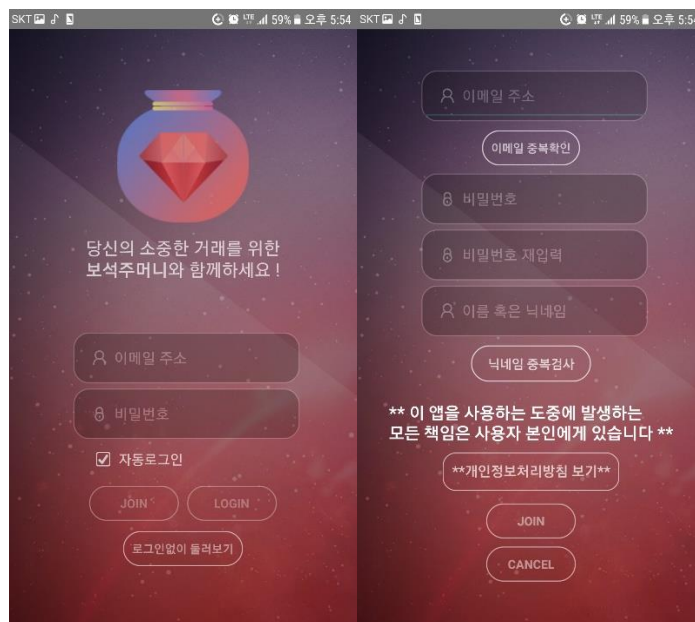 SKT LTE 59% 오후 5:54
당신의 소중한 거래를 위한
보석주머니와 함께하세요 !
이메일 주소
비밀번호
자동로그인
JOIN LOGIN
로그인없이 둘러보기
SKT LTE 59% 오후 5:54
이메일 주소
이메일 중복확인
비밀번호
비밀번호 재입력
이름 혹은 닉네임
닉네임 중복검사
** 이 앱을 사용하는 도중에 발생하는
모든 책임은 사용자 본인에게 있습니다 **
**개인정보처리방침 보기**
JOIN
CANCEL